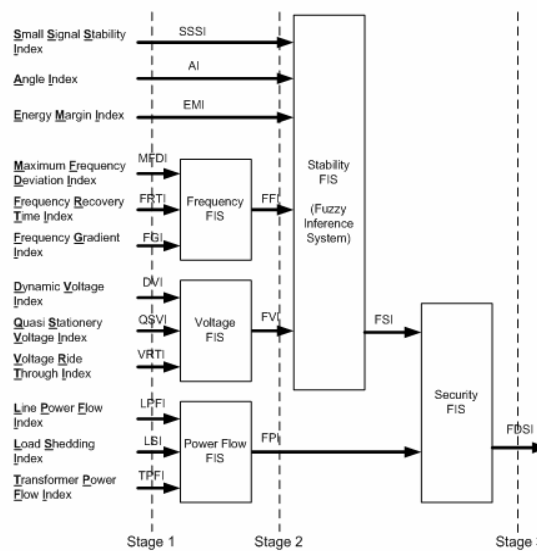 Small Signal Stability
Index
SSSI
Angle Index
AI
Energy Margin Index
EMI
Maximum Frequency
Deviation Index
MFDI
Frequency Recovery
Time Index
FRTI
Frequency Gradient
Index
FGI
Frequency
FIS
FFI
Stability
FIS
(Fuzzy
Inference
System)
Dynamic Voltage
Index
DVI
Quasi Stationery
Voltage Index
QSVI
Voltage Ride
Through Index
VRTI
Voltage
FIS
FVI
FSI
Line Power Flow
Index
LPFI
Load Shedding
Index
LSI
Transformer Power
Flow Index
TPFI
Power Flow
FIS
FPI
Security
FIS
FDSI
Stage 1
Stage 2
Stage 3